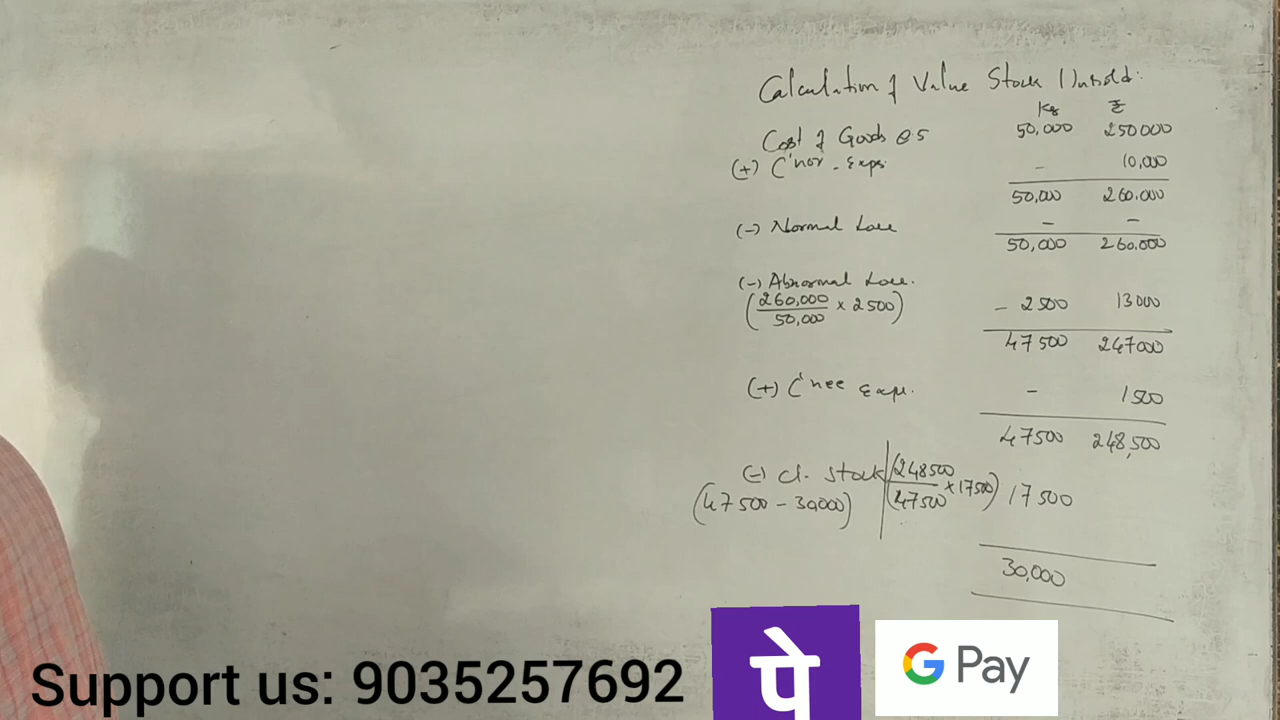 Calculation of Value Stock Unsold:
Kg ₹
Cost of Goods @ 5 50,000 250000
(+) C'nor. Exps. - 10,000
50,000 260.000
(-) Normal Loss - -
50,000 260.000
(-) Abnormal Loss.
(260,000/50,000 × 2500) - 2500 13000
47500 247000
(+) C'nee Exp. - 1500
47500 248,500
(-) Cl. Stock (248500/47500 × 17500) 17500
(47500 - 30,000)
30,000
Support us: 9035257692
पे
G Pay